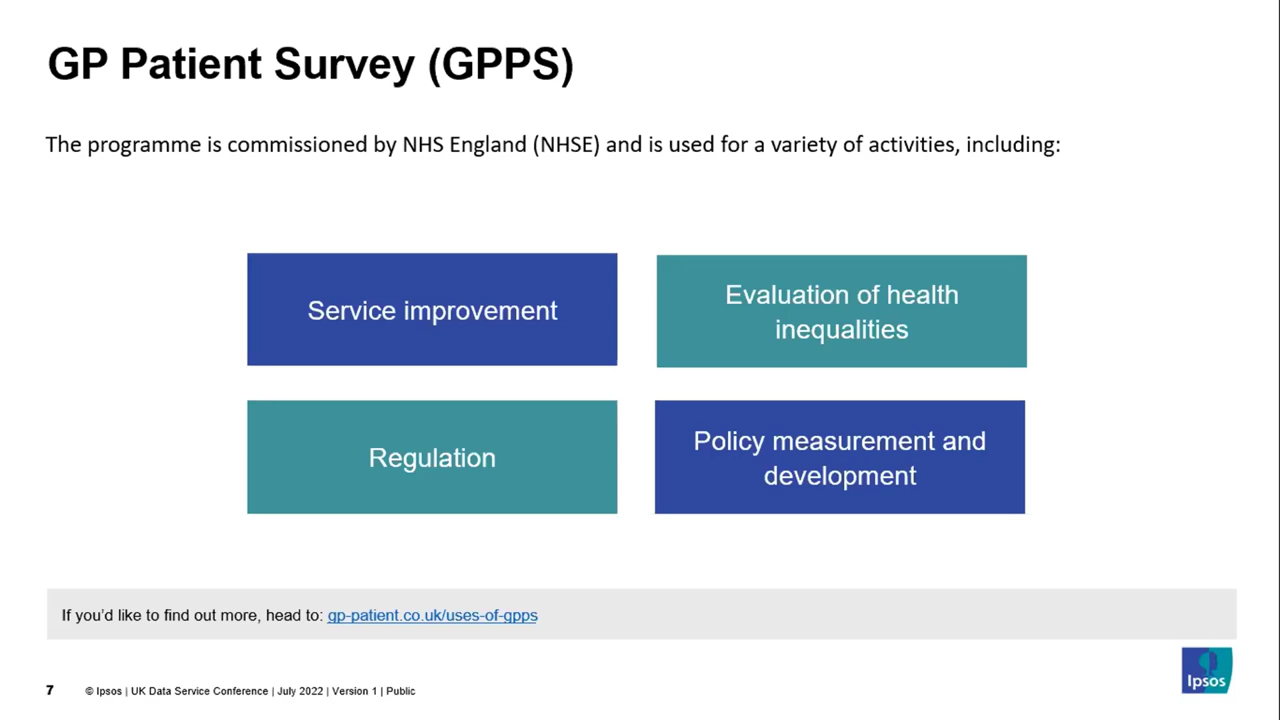 GP Patient Survey (GPPS)
The programme is commissioned by NHS England (NHSE) and is used for a variety of activities, including:
Service improvement
Evaluation of health
inequalities
Regulation
Policy measurement and
development
If you’d like to find out more, head to: gp-patient.co.uk/uses-of-gpps
Ipsos
7 © Ipsos | UK Data Service Conference | July 2022 | Version 1 | Public